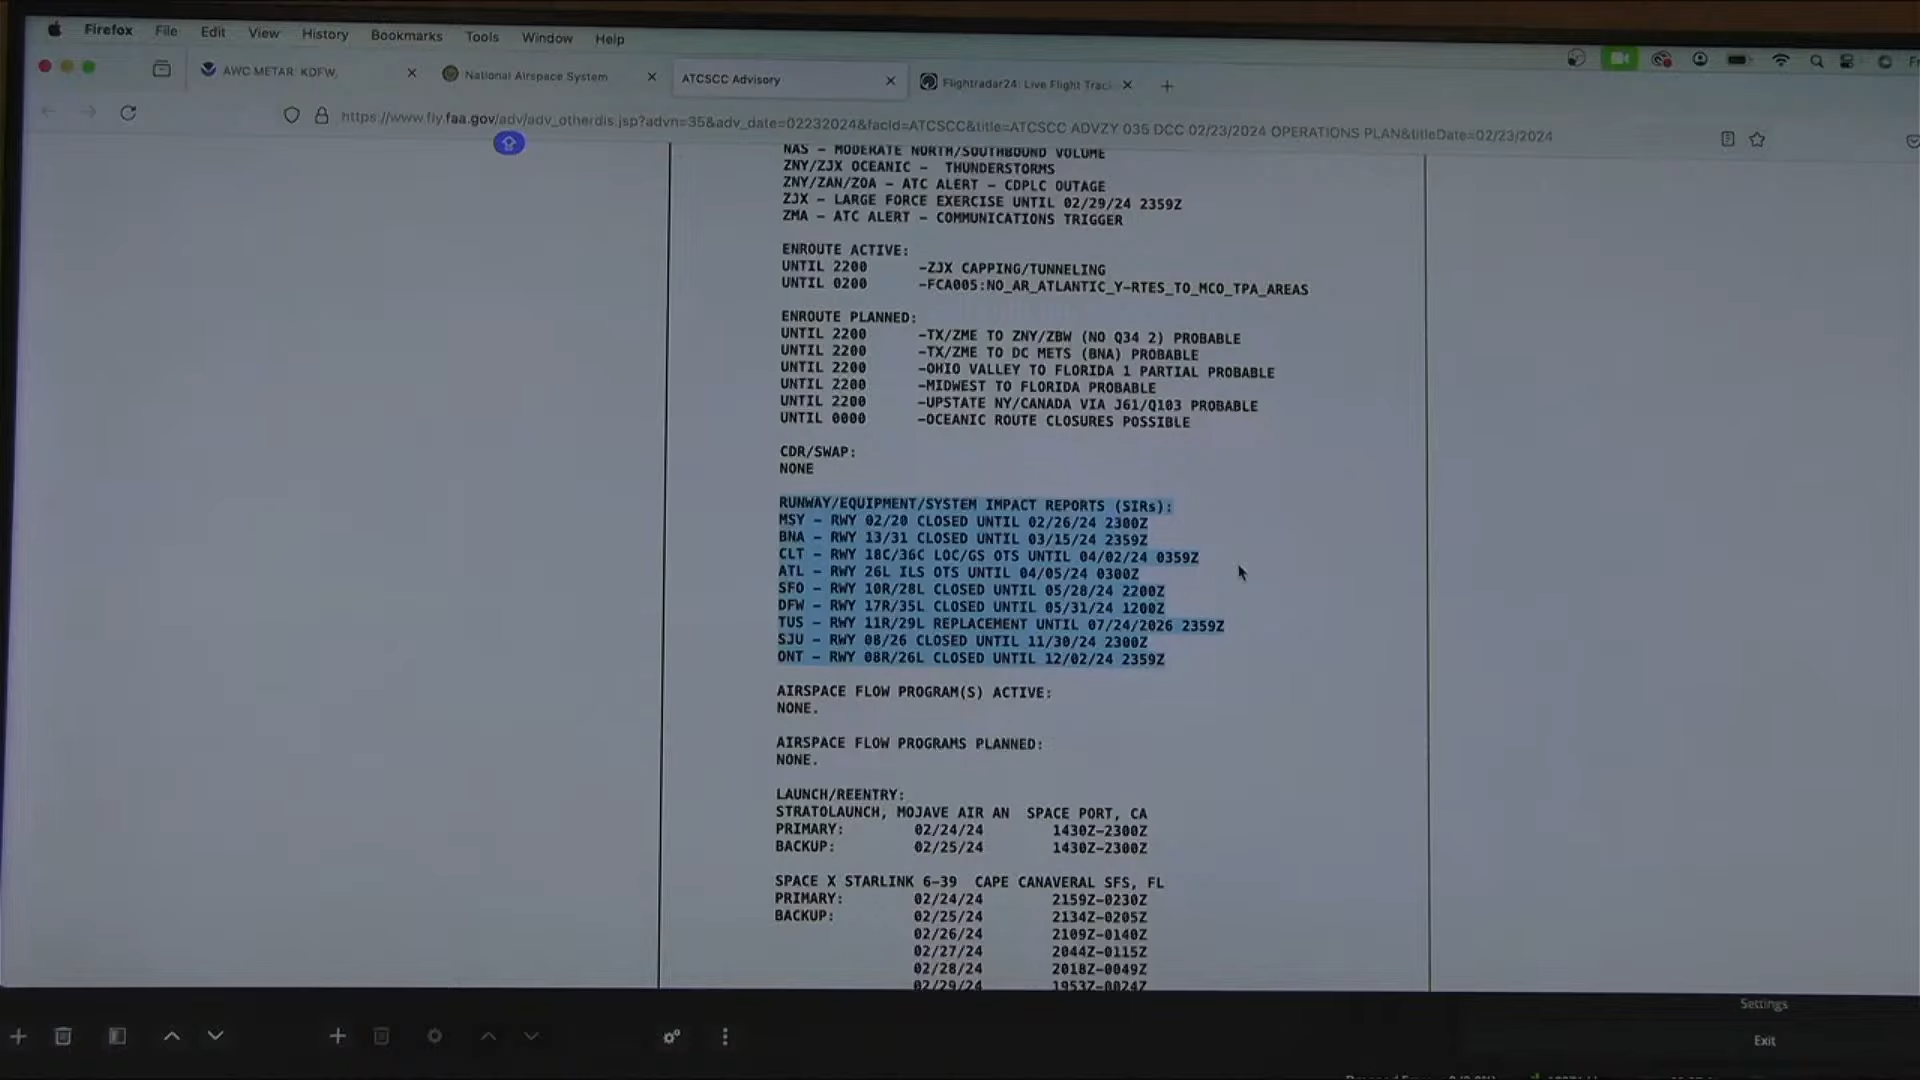 Firefox File Edit View History Bookmarks Tools Window Help
AWC METAR: KDFW,
National Airspace System
ATCSCC Advisory
Flightradar24: Live Flight Traci
https://www.fly.faa.gov/adv/adv_otherdis.jsp?advn=35&adv_date=02232024&facId=ATCSCC&title=ATCSCC ADVZY 035 DCC 02/23/2024 OPERATIONS PLAN&titleDate=02/23/2024
NAS - MODERATE NORTH/SOUTHBOUND VOLUME
ZNY/ZJX OCEANIC - THUNDERSTORMS
ZNY/ZAN/ZOA - ATC ALERT - CDPLC OUTAGE
ZJX - LARGE FORCE EXERCISE UNTIL 02/29/24 2359Z
ZMA - ATC ALERT - COMMUNICATIONS TRIGGER
ENROUTE ACTIVE:
UNTIL 2200 -ZJX CAPPING/TUNNELING
UNTIL 0200 -FCA005:NO_AR_ATLANTIC_Y-RTES_TO_MCO_TPA_AREAS
ENROUTE PLANNED:
UNTIL 2200 -TX/ZME TO ZNY/ZBW (NO Q34 2) PROBABLE
UNTIL 2200 -TX/ZME TO DC METS (BNA) PROBABLE
UNTIL 2200 -OHIO VALLEY TO FLORIDA 1 PARTIAL PROBABLE
UNTIL 2200 -MIDWEST TO FLORIDA PROBABLE
UNTIL 2200 -UPSTATE NY/CANADA VIA J61/Q103 PROBABLE
UNTIL 0000 -OCEANIC ROUTE CLOSURES POSSIBLE
CDR/SWAP:
NONE
RUNWAY/EQUIPMENT/SYSTEM IMPACT REPORTS (SIRs):
MSY - RWY 02/20 CLOSED UNTIL 02/26/24 2300Z
BNA - RWY 13/31 CLOSED UNTIL 03/15/24 2359Z
CLT - RWY 18C/36C LOC/GS OTS UNTIL 04/02/24 0359Z
ATL - RWY 26L ILS OTS UNTIL 04/05/24 0300Z
SFO - RWY 10R/28L CLOSED UNTIL 05/28/24 2200Z
DFW - RWY 17R/35L CLOSED UNTIL 05/31/24 1200Z
TUS - RWY 11R/29L REPLACEMENT UNTIL 07/24/2026 2359Z
SJU - RWY 08/26 CLOSED UNTIL 11/30/24 2300Z
ONT - RWY 08R/26L CLOSED UNTIL 12/02/24 2359Z
AIRSPACE FLOW PROGRAM(S) ACTIVE:
NONE.
AIRSPACE FLOW PROGRAMS PLANNED:
NONE.
LAUNCH/REENTRY:
STRATOLAUNCH, MOJAVE AIR AN SPACE PORT, CA
PRIMARY: 02/24/24 1430Z-2300Z
BACKUP: 02/25/24 1430Z-2300Z
SPACE X STARLINK 6-39 CAPE CANAVERAL SFS, FL
PRIMARY: 02/24/24 2159Z-0230Z
BACKUP: 02/25/24 2134Z-0205Z
02/26/24 2109Z-0140Z
02/27/24 2044Z-0115Z
02/28/24 2018Z-0049Z
02/29/24 1953Z-0024Z
Settings
Exit